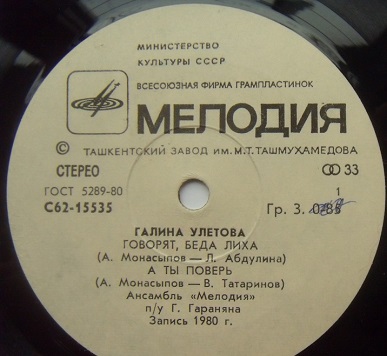 МИНИСТЕРСТВО
КУЛЬТУРЫ СССР
ВСЕСОЮЗНАЯ ФИРМА ГРАМПЛАСТИНОК
МЕЛОДИЯ
© ТАШКЕНТСКИЙ ЗАВОД ИМ. М.Т. ТАШМУХАМЕДОВА
СТЕРЕО 33
ГОСТ 5289-80 1
С62-15535 Гр. 3.
ГАЛИНА УЛЕТОВА
ГОВОРЯТ, БЕДА ЛИХА
(А. Монасыпов — Л. Абдулина)
А ТЫ ПОВЕРЬ
(А. Монасыпов — В. Татаринов)
Ансамбль «Мелодия»
п/у Г. Гараняна
Запись 1980 г.